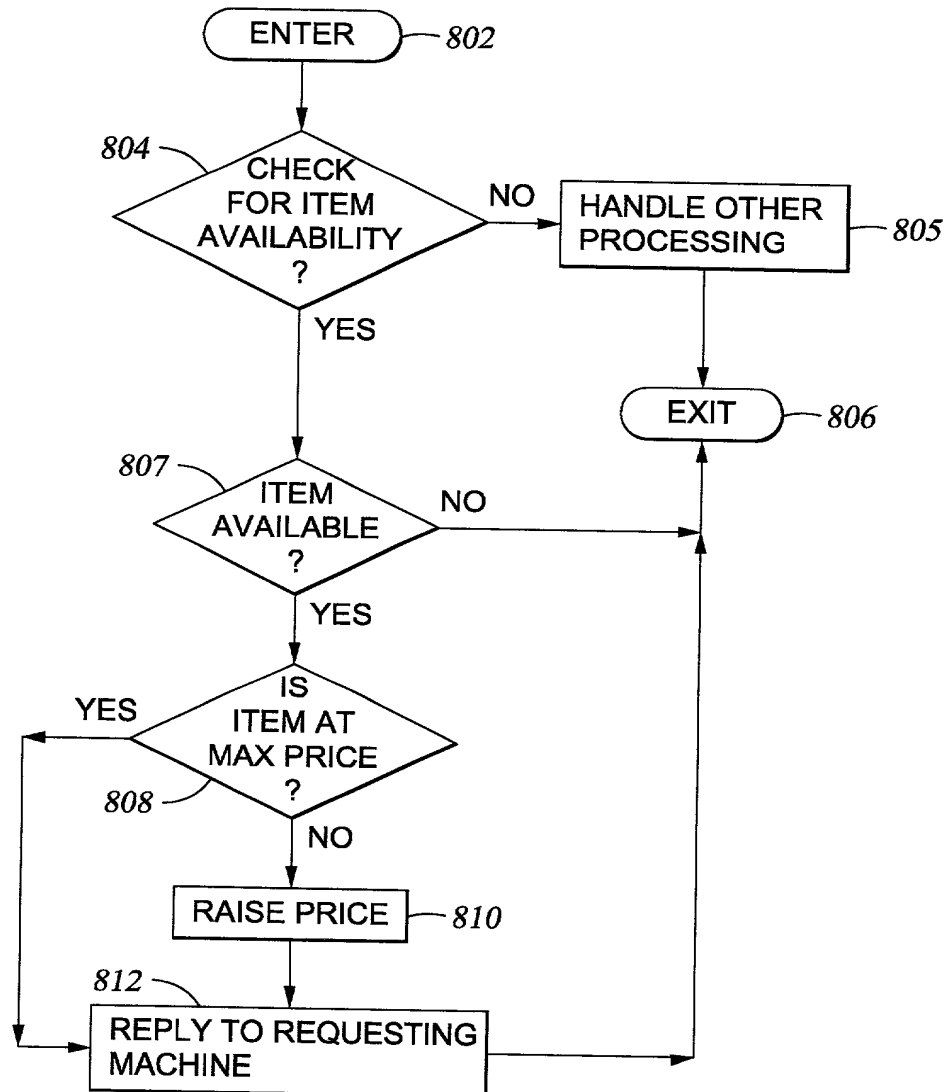 ENTER
802
804
CHECK
FOR ITEM
AVAILABILITY
?
NO
HANDLE OTHER
PROCESSING
805
YES
EXIT
806
807
ITEM
AVAILABLE
?
NO
YES
IS
ITEM AT
MAX PRICE
?
YES
808
NO
RAISE PRICE
810
812
REPLY TO REQUESTING
MACHINE